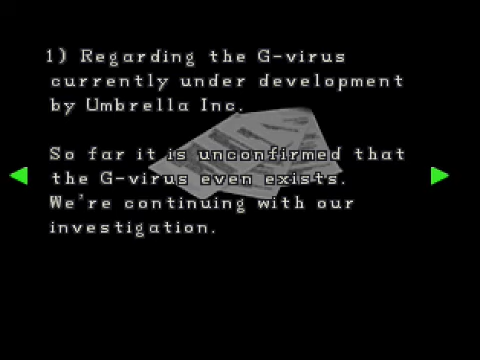 1) Regarding the G-virus
currently under development
by Umbrella Inc.
So far it is unconfirmed that
the G-virus even exists.
We're continuing with our
investigation.